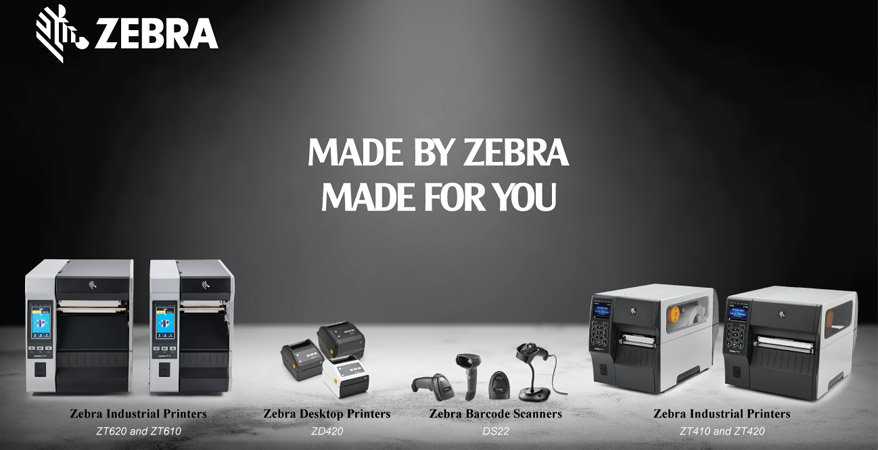 ZEBRA
MADE BY ZEBRA
MADE FOR YOU
Zebra Industrial Printers
ZT620 and ZT610
Zebra Desktop Printers
ZD420
Zebra Barcode Scanners
DS22
Zebra Industrial Printers
ZT410 and ZT420